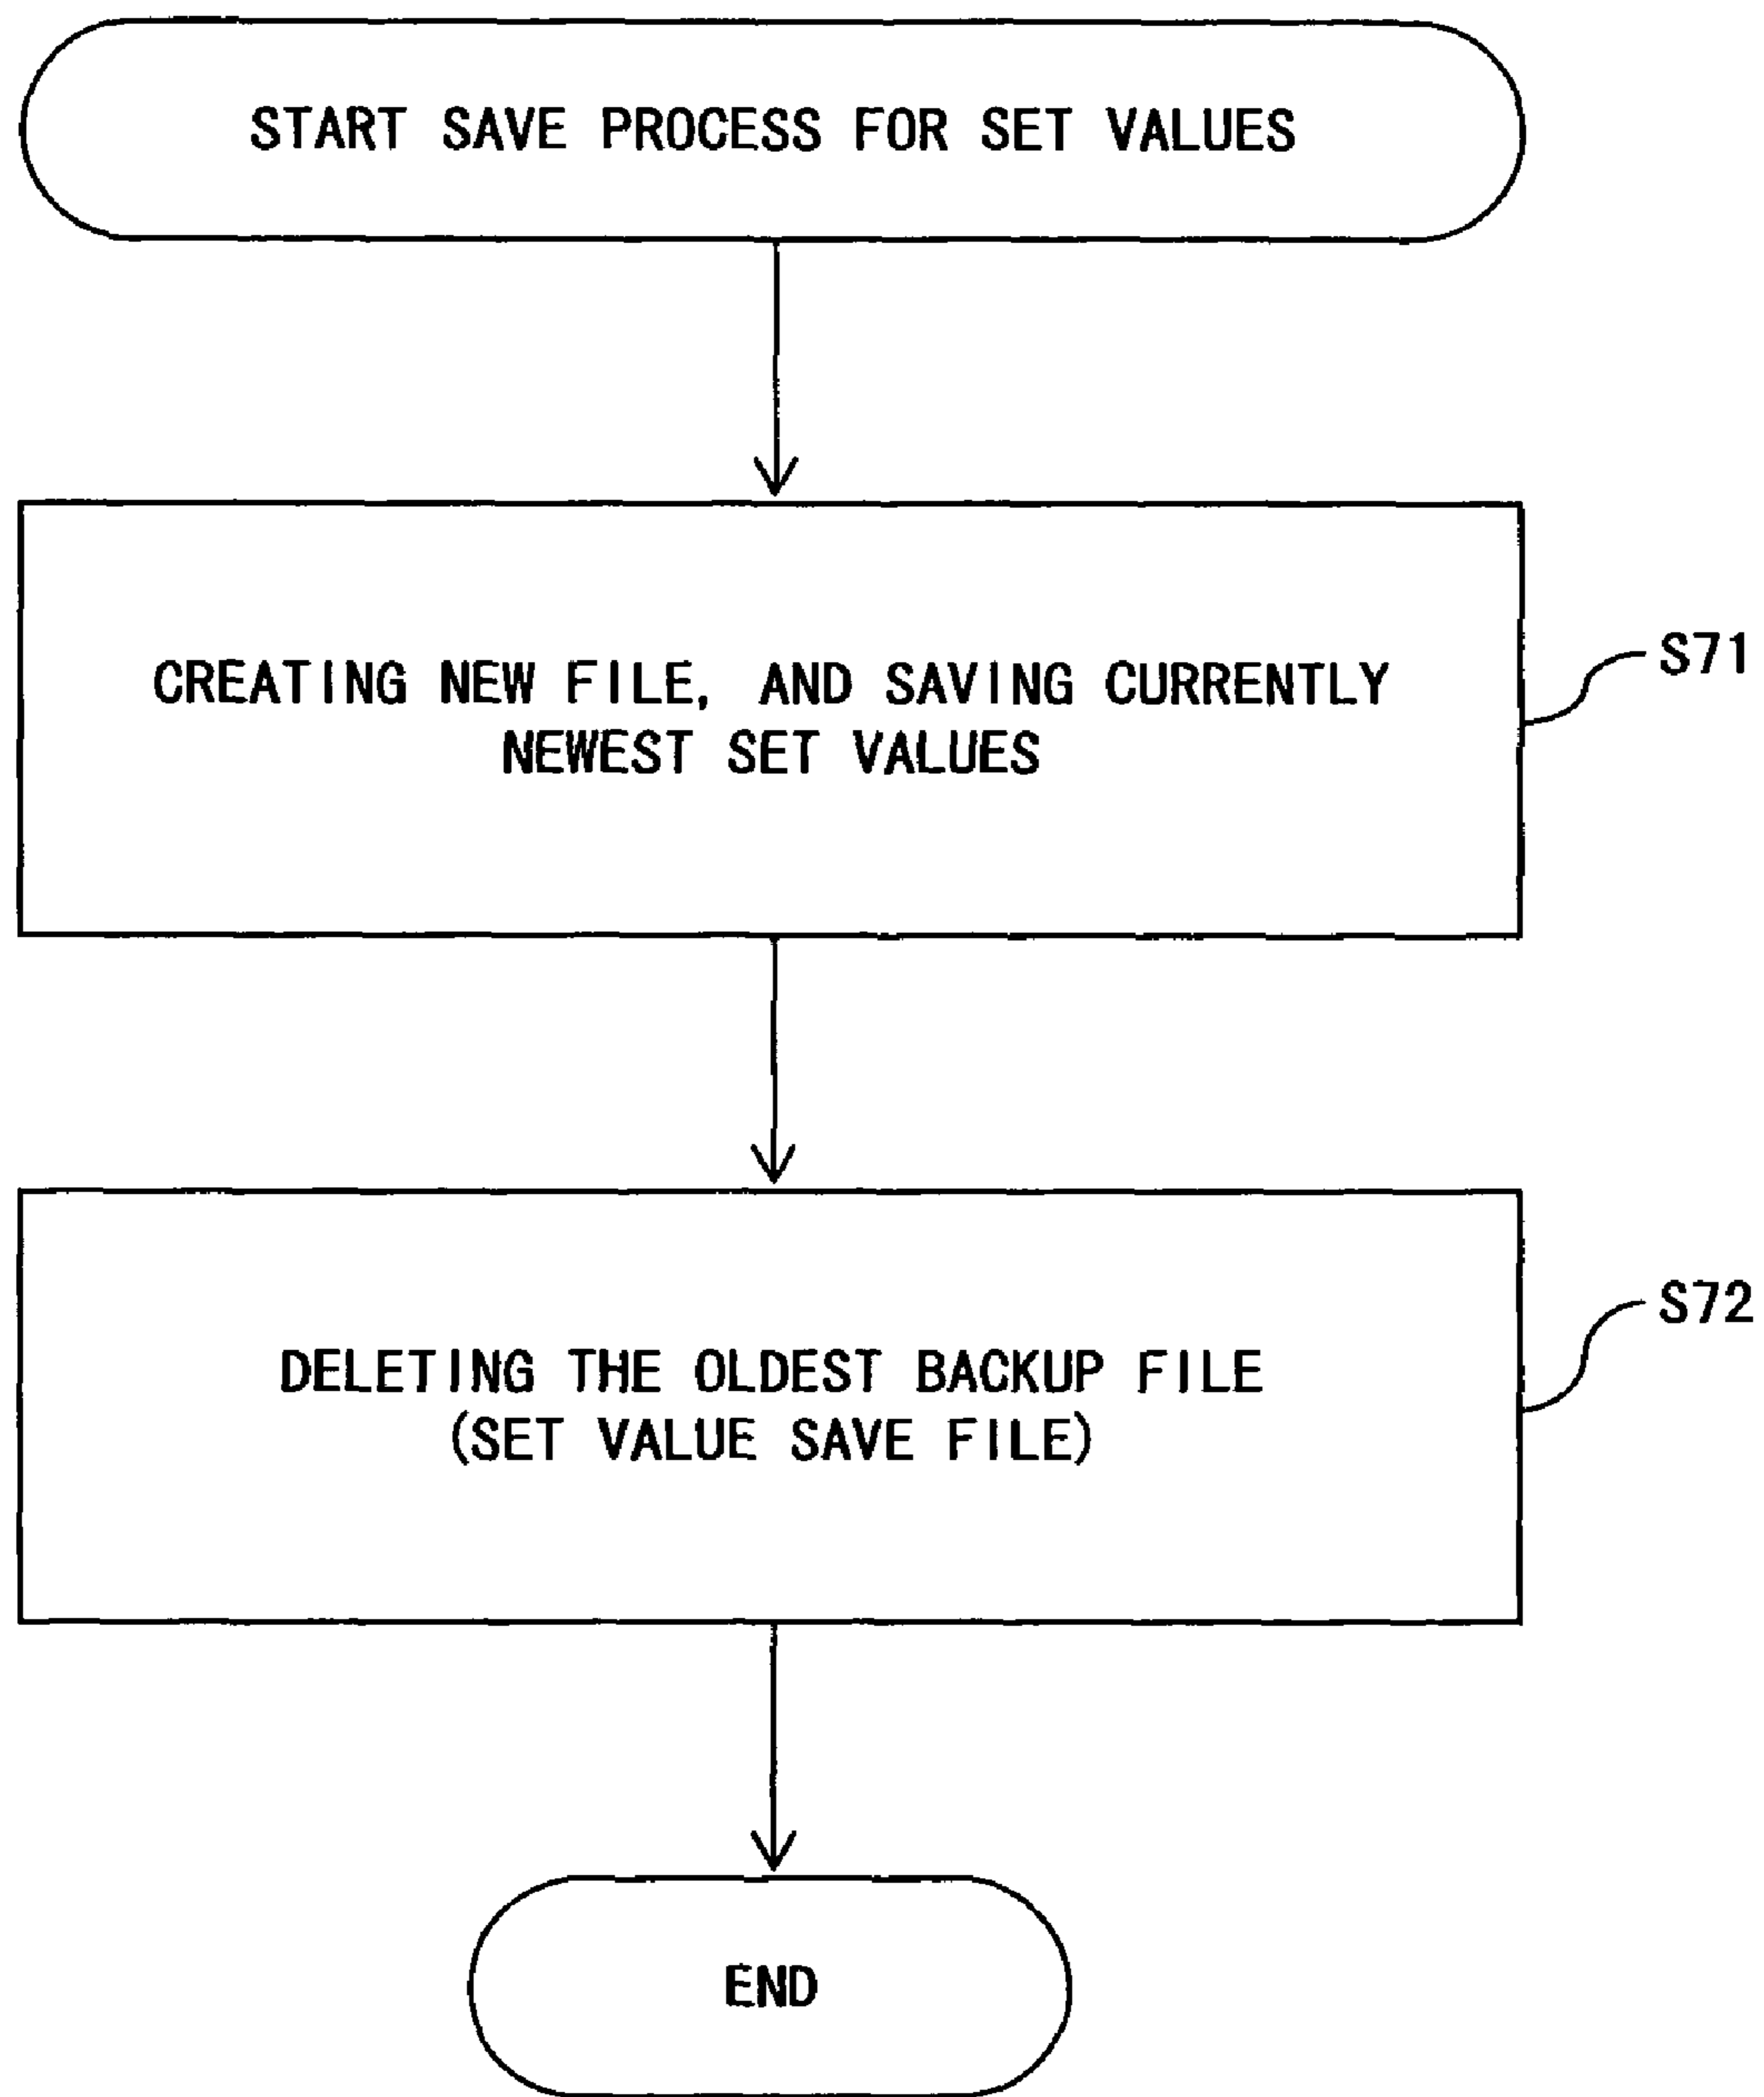 START SAVE PROCESS FOR SET VALUES
CREATING NEW FILE, AND SAVING CURRENTLY
NEWEST SET VALUES
S71
DELETING THE OLDEST BACKUP FILE
(SET VALUE SAVE FILE)
S72
END